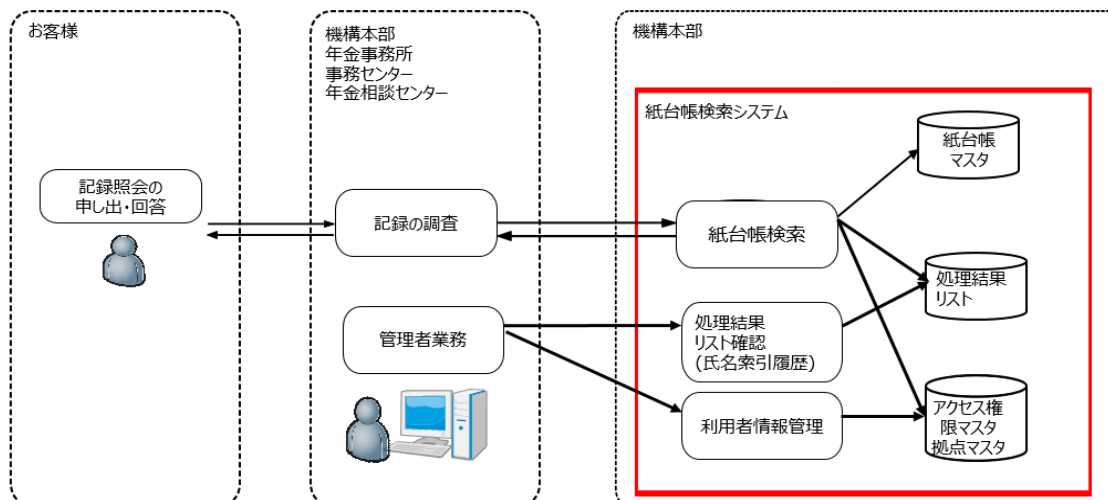 お客様
機構本部
年金事務所
事務センター
年金相談センター
機構本部
紙台帳検索システム
紙台帳
マスタ
記録照会の
申し出・回答
記録の調査
紙台帳検索
処理結果
リスト
管理者業務
処理結果
リスト確認
(氏名索引履歴)
利用者情報管理
アクセス権
限マスタ
拠点マスタ